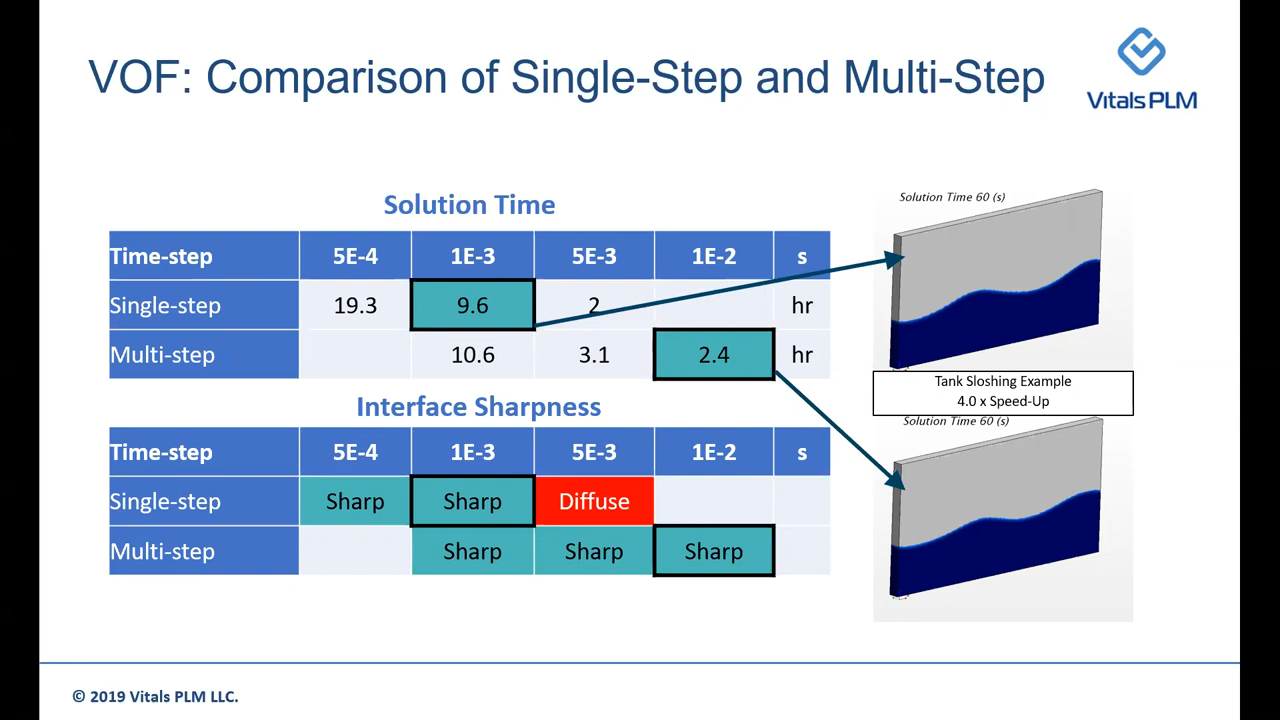 VOF: Comparison of Single-Step and Multi-Step
Vitals PLM
Solution Time
Time-step 5E-4 1E-3 5E-3 1E-2 s
Single-step 19.3 9.6 2 hr
Multi-step 10.6 3.1 2.4 hr
Interface Sharpness
Time-step 5E-4 1E-3 5E-3 1E-2 s
Single-step Sharp Sharp Diffuse
Multi-step Sharp Sharp Sharp
Solution Time 60 (s)
Tank Sloshing Example
4.0 x Speed-Up
Solution Time 60 (s)
© 2019 Vitals PLM LLC.